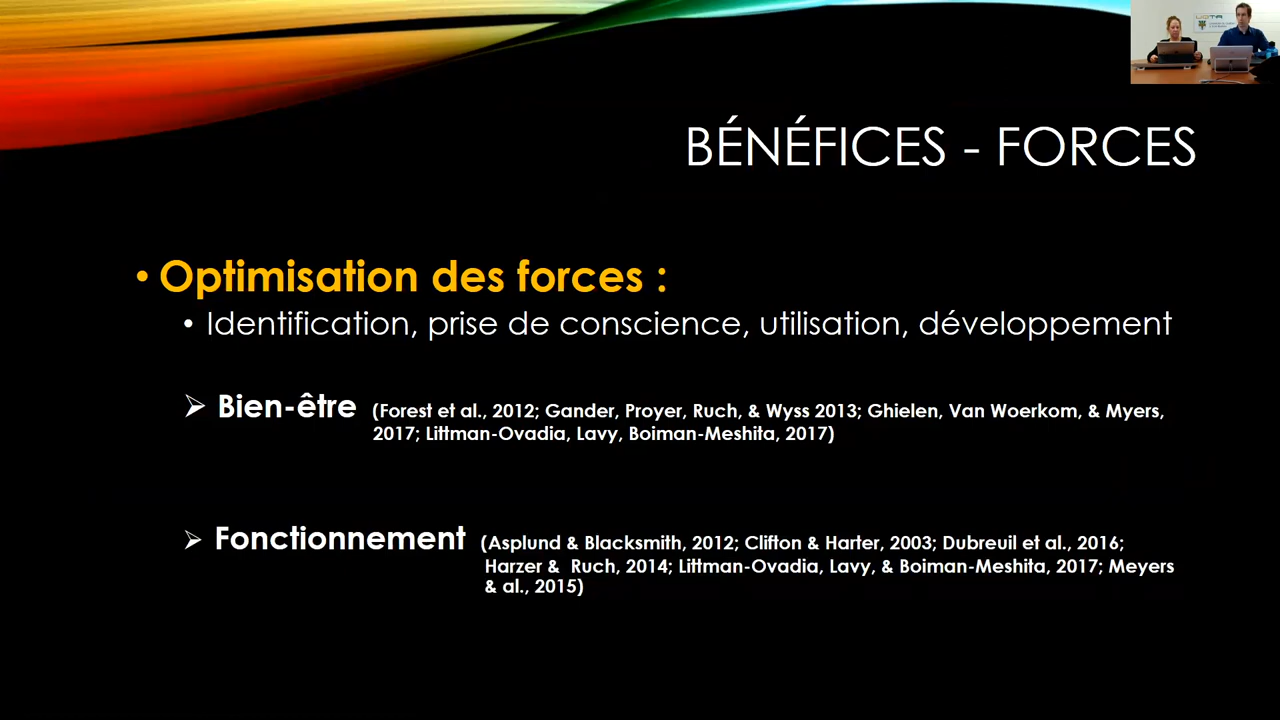 BÉNÉFICES - FORCES
• Optimisation des forces :
• Identification, prise de conscience, utilisation, développement
➢ Bien-être (Forest et al., 2012; Gander, Proyer, Ruch, & Wyss 2013; Ghielen, Van Woerkom, & Myers,
2017; Littman-Ovadia, Lavy, Boiman-Meshita, 2017)
➢ Fonctionnement (Asplund & Blacksmith, 2012; Clifton & Harter, 2003; Dubreuil et al., 2016;
Harzer & Ruch, 2014; Littman-Ovadia, Lavy, & Boiman-Meshita, 2017; Meyers
& al., 2015)